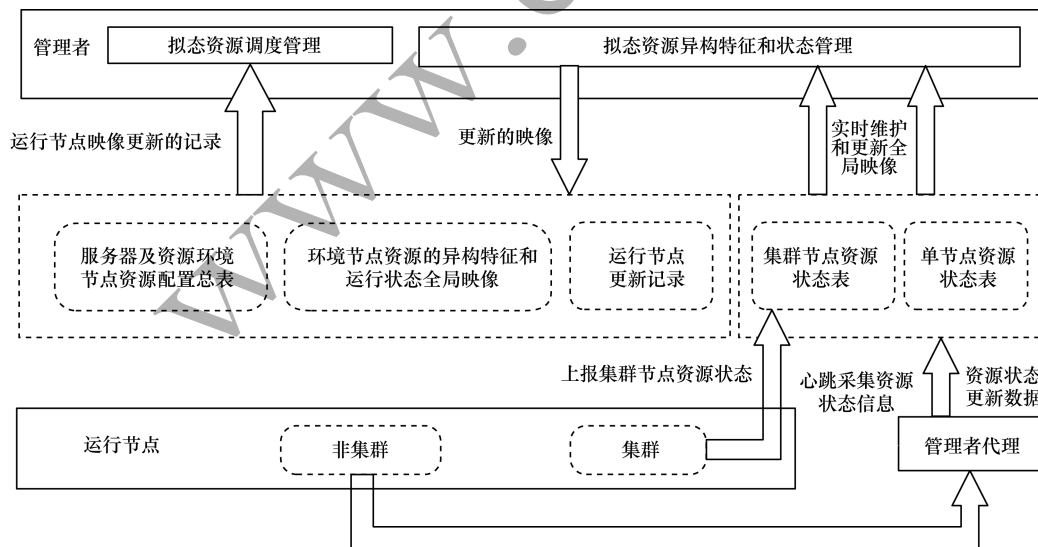 管理者
拟态资源调度管理
拟态资源异构特征和状态管理
运行节点映像更新的记录
更新的映像
实时维护
和更新全
局映像
服务器及资源环境
节点资源配置总表
环境节点资源的异构特征和
运行状态全局映像
运行节点
更新记录
集群节点资源
状态表
单节点资源
状态表
上报集群节点资源状态
心跳采集资源
状态信息
资源状态
更新数据
运行节点
非集群
集群
管理者代理
www.